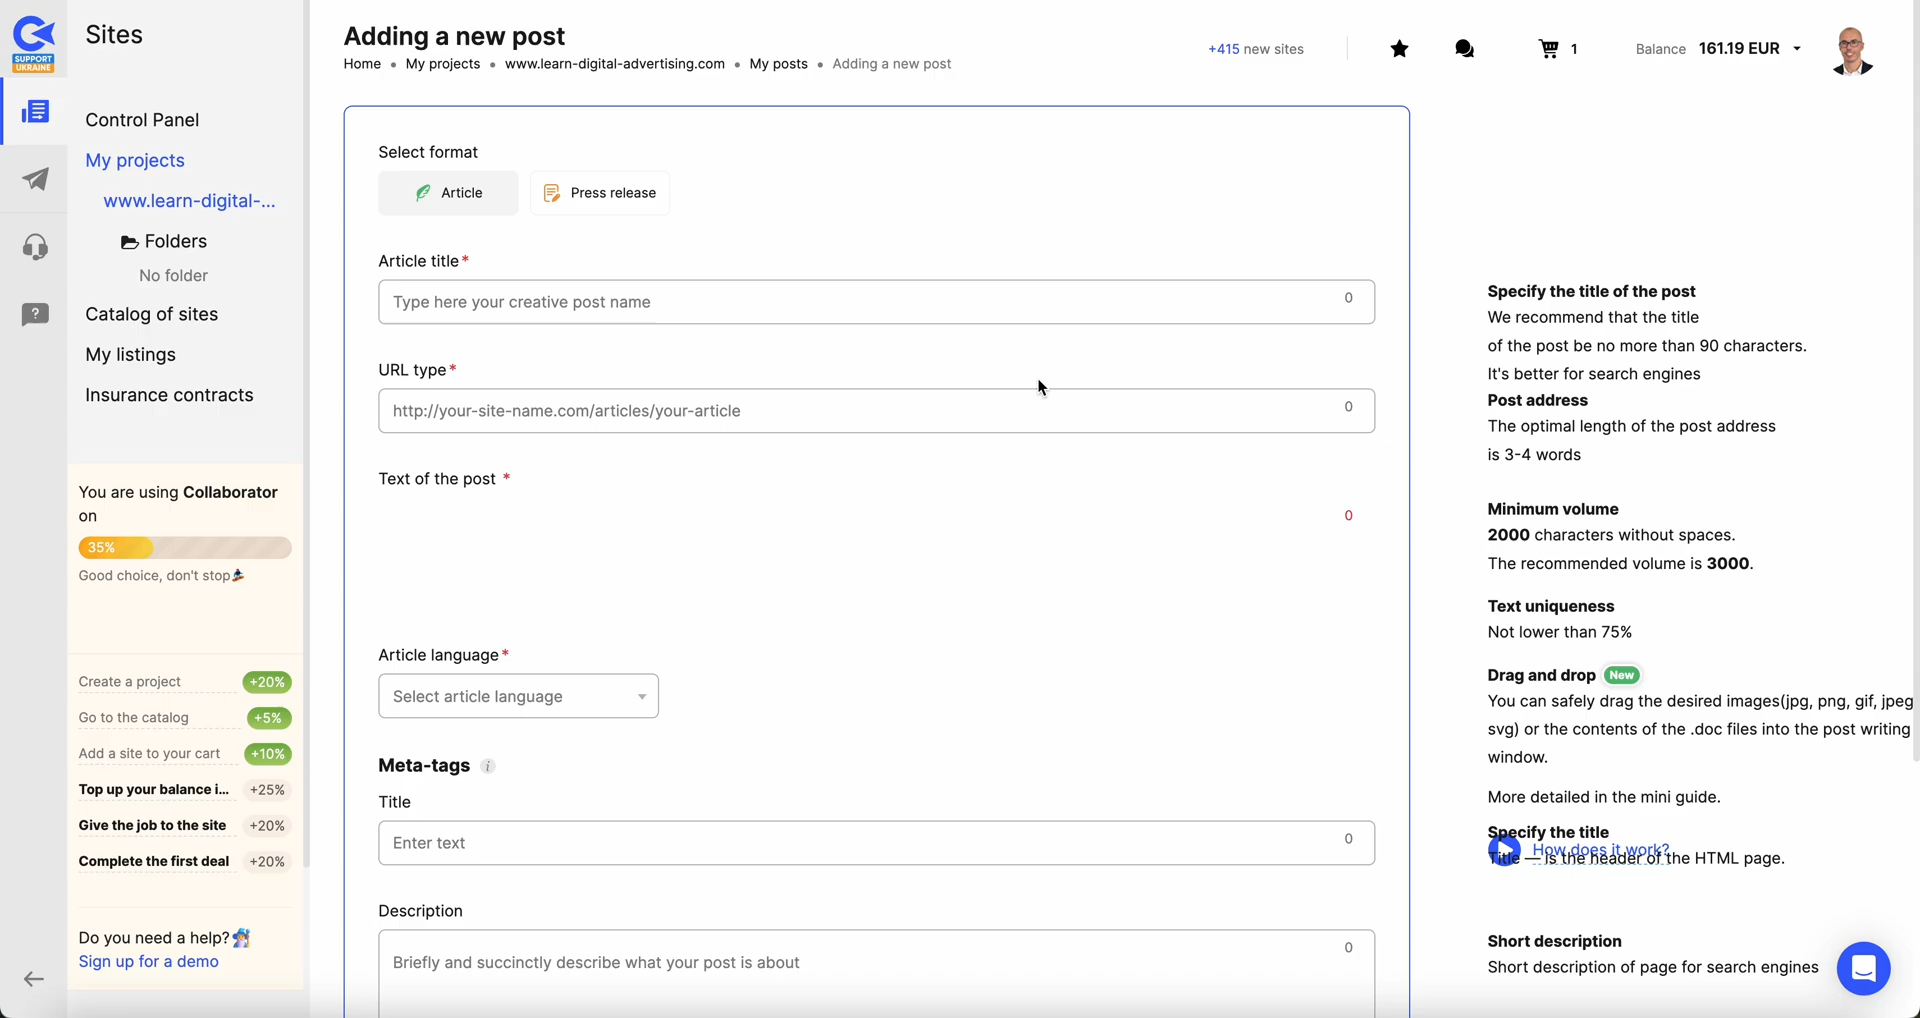 SUPPORT
UKRAINE
Sites
Control Panel
My projects
www.learn-digital-...
Folders
No folder
Catalog of sites
My listings
Insurance contracts
You are using Collaborator
on
35%
Good choice, don't stop
Create a project +20%
Go to the catalog +5%
Add a site to your cart +10%
Top up your balance i... +25%
Give the job to the site +20%
Complete the first deal +20%
Do you need a help?
Sign up for a demo
Adding a new post
Home • My projects • www.learn-digital-advertising.com • My posts • Adding a new post
+415 new sites
1
Balance 161.19 EUR
Select format
Article
Press release
Article title*
Type here your creative post name 0
URL type*
http://your-site-name.com/articles/your-article 0
Text of the post *
0
Article language*
Select article language
Meta-tags i
Title
Enter text 0
Description
Briefly and succinctly describe what your post is about 0
Specify the title of the post
We recommend that the title
of the post be no more than 90 characters.
It's better for search engines
Post address
The optimal length of the post address
is 3-4 words
Minimum volume
2000 characters without spaces.
The recommended volume is 3000.
Text uniqueness
Not lower than 75%
Drag and drop New
You can safely drag the desired images(jpg, png, gif, jpeg
svg) or the contents of the .doc files into the post writing
window.
More detailed in the mini guide.
Specify the title
How does it work?
Title — is the header of the HTML page.
Short description
Short description of page for search engines